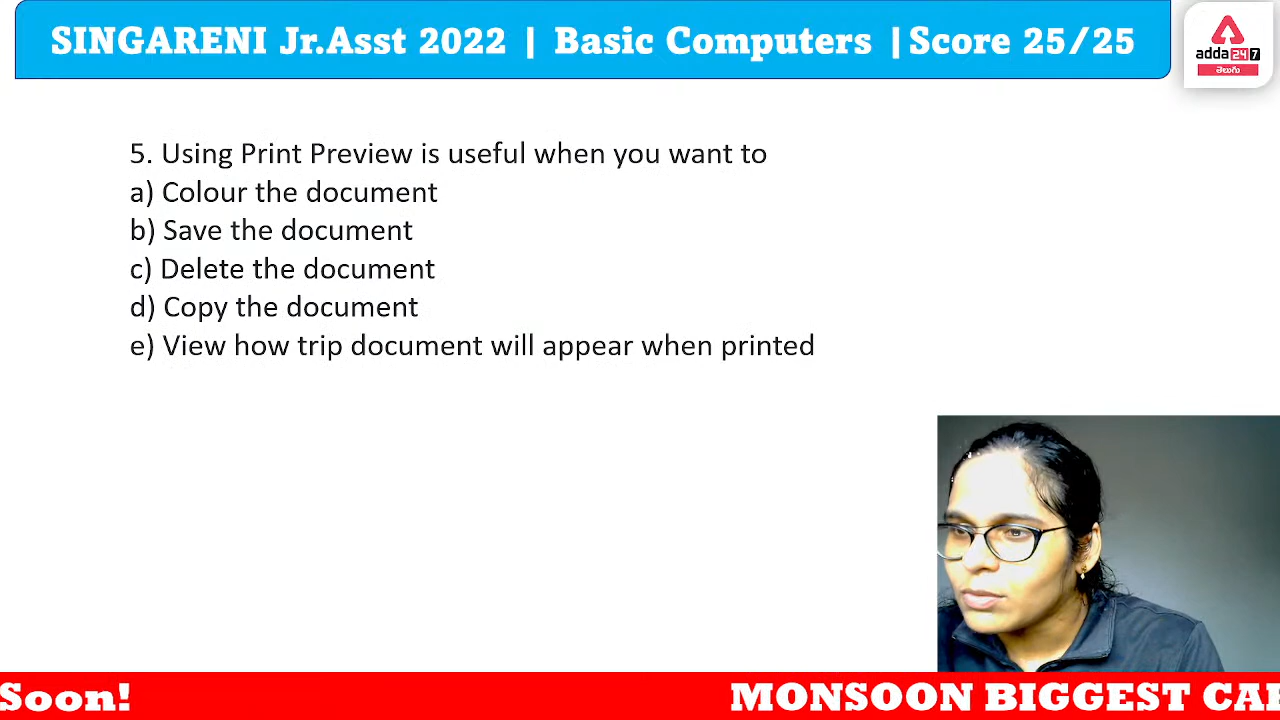 SINGARENI Jr.Asst 2022 | Basic Computers |Score 25/25
adda 24 7
తెలుగు
5. Using Print Preview is useful when you want to
a) Colour the document
b) Save the document
c) Delete the document
d) Copy the document
e) View how trip document will appear when printed
Soon! MONSOON BIGGEST